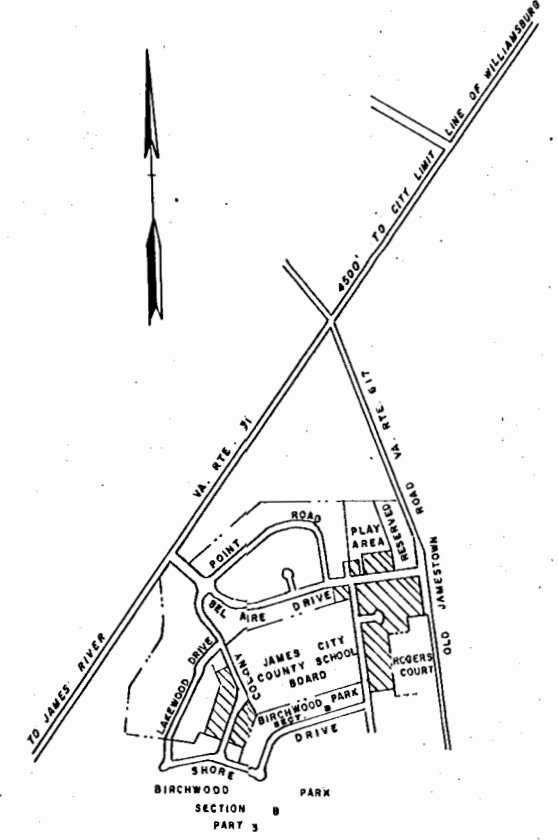 LINE OF WILLIAMSBURG
4500' TO CITY LIMIT
VA. RTE. 31
VA. RTE 617
OLD JAMESTOWN ROAD
POINT ROAD
PLAY
AREA
RESERVED
BEL AIRE DRIVE
JAMES CITY
COUNTY SCHOOL
BOARD
ROGERS
COURT
COLONY
LAKEWOOD DRIVE
TO JAMES RIVER
BIRCHWOOD PARK
SECT. B
SHORE DRIVE
BIRCHWOOD PARK
SECTION B
PART 3